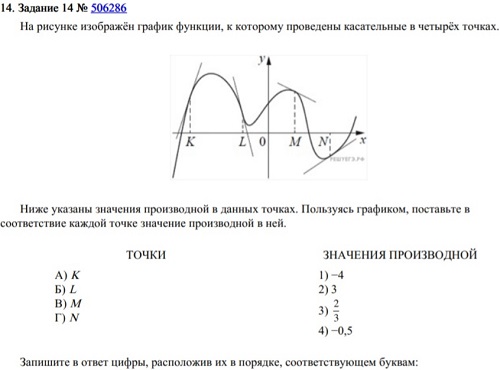 14. Задание 14 № 506286
На рисунке изображён график функции, к которому проведены касательные в четырёх точках.
y
K L 0 M N x
РЕШУЕГЭ.РФ
Ниже указаны значения производной в данных точках. Пользуясь графиком, поставьте в
соответствие каждой точке значение производной в ней.
ТОЧКИ
А) K
Б) L
В) M
Г) N
ЗНАЧЕНИЯ ПРОИЗВОДНОЙ
1) −4
2) 3
3) 2/3
4) −0,5
Запишите в ответ цифры, расположив их в порядке, соответствующем буквам: